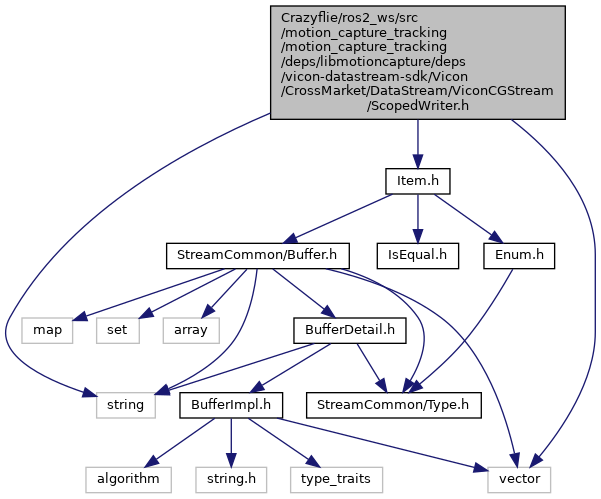 Crazyflie/ros2_ws/src
/motion_capture_tracking
/motion_capture_tracking
/deps/libmotioncapture/deps
/vicon-datastream-sdk/Vicon
/CrossMarket/DataStream/ViconCGStream
/ScopedWriter.h
Item.h
StreamCommon/Buffer.h
IsEqual.h
Enum.h
map
set
array
BufferDetail.h
string
BufferImpl.h
StreamCommon/Type.h
algorithm
string.h
type_traits
vector